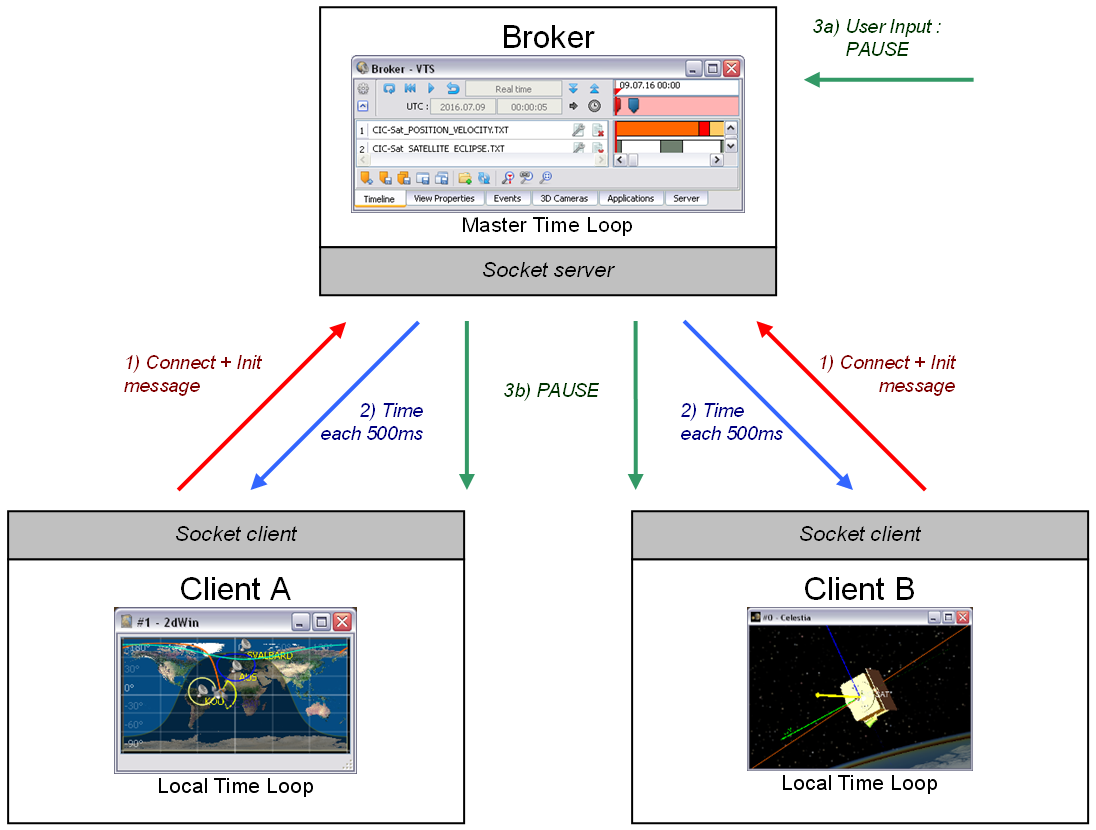 Broker
3a) User Input :
PAUSE
Broker - VTS
Real time
09.07.16 00:00
UTC :
2016.07.09
00:00:05
1
CIC-Sat_POSITION_VELOCITY.TXT
2
CIC-Sat SATELLITE ECLIPSE.TXT
Timeline
View Properties
Events
3D Cameras
Applications
Server
Master Time Loop
Socket server
1) Connect + Init
message
2) Time
each 500ms
3b) PAUSE
2) Time
each 500ms
1) Connect + Init
message
Socket client
Client A
#1 - 2dWin
SVALBARD
AUS
KOU
30°
0°
-30°
-60°
-90°
Local Time Loop
Socket client
Client B
#0 - Celestia
Local Time Loop